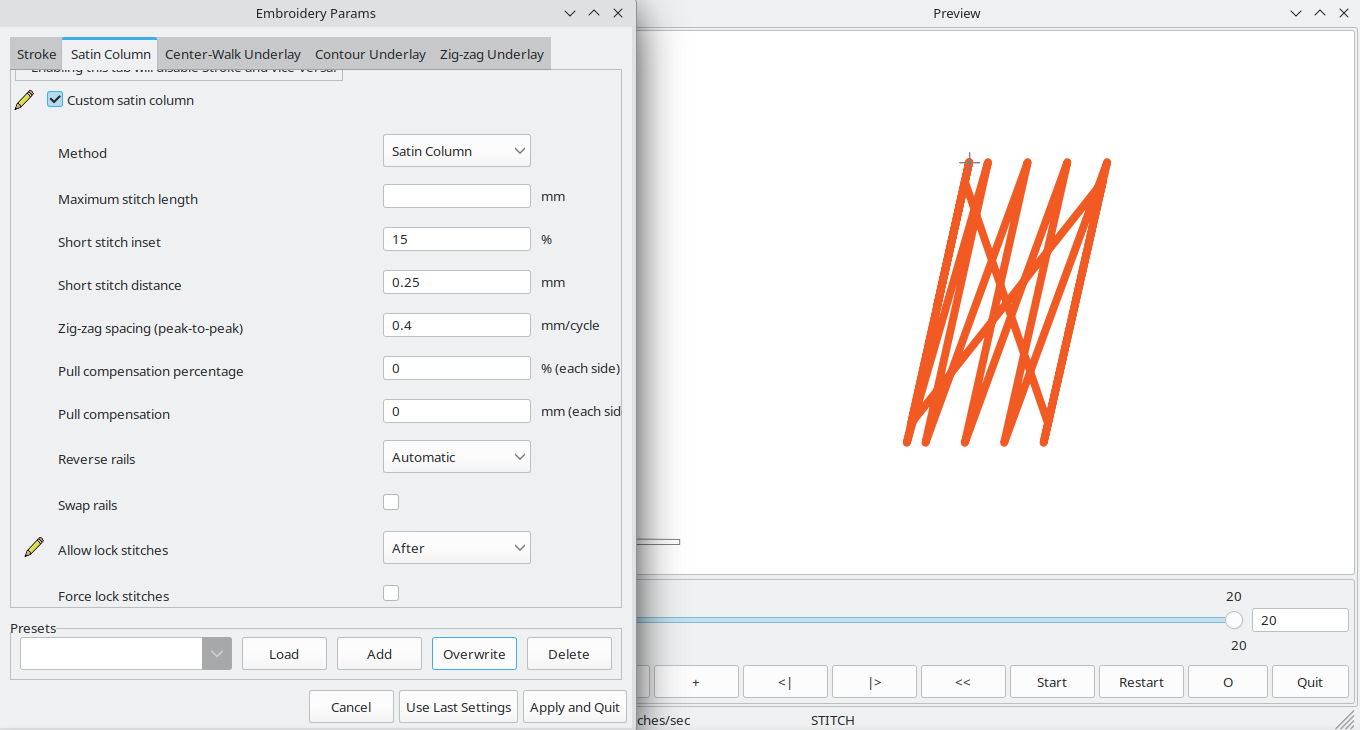 Embroidery Params
Preview
Stroke Satin Column Center-Walk Underlay Contour Underlay Zig-zag Underlay
Custom satin column
Method Satin Column
Maximum stitch length mm
Short stitch inset 15 %
Short stitch distance 0.25 mm
Zig-zag spacing (peak-to-peak) 0.4 mm/cycle
Pull compensation percentage 0 % (each side)
Pull compensation 0 mm (each sid
Reverse rails Automatic
Swap rails
Allow lock stitches After
Force lock stitches
Presets
Load Add Overwrite Delete
Cancel Use Last Settings Apply and Quit
20
20
20
+ <| |> << Start Restart O Quit
ches/sec STITCH